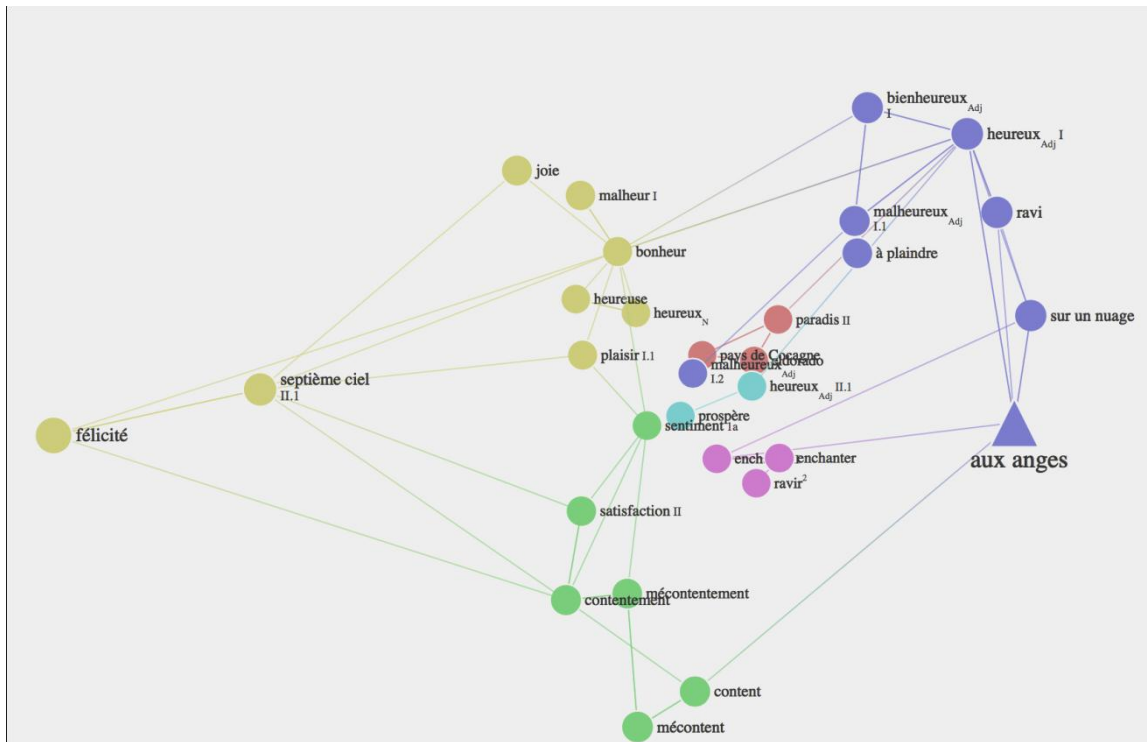 bienheureux Adj
I
heureux Adj I
joie
malheur I
malheureux Adj
I.1
ravi
bonheur
à plaindre
heureuse
heureux N
paradis II
sur un nuage
plaisir I.1
pays de Cocagne
malheureux Adj
I.2
septième ciel
II.1
heureux Adj II.1
prospère
félicité
sentiment 1a
enchanter
aux anges
ravir²
satisfaction II
contentement
mécontentement
content
mécontent